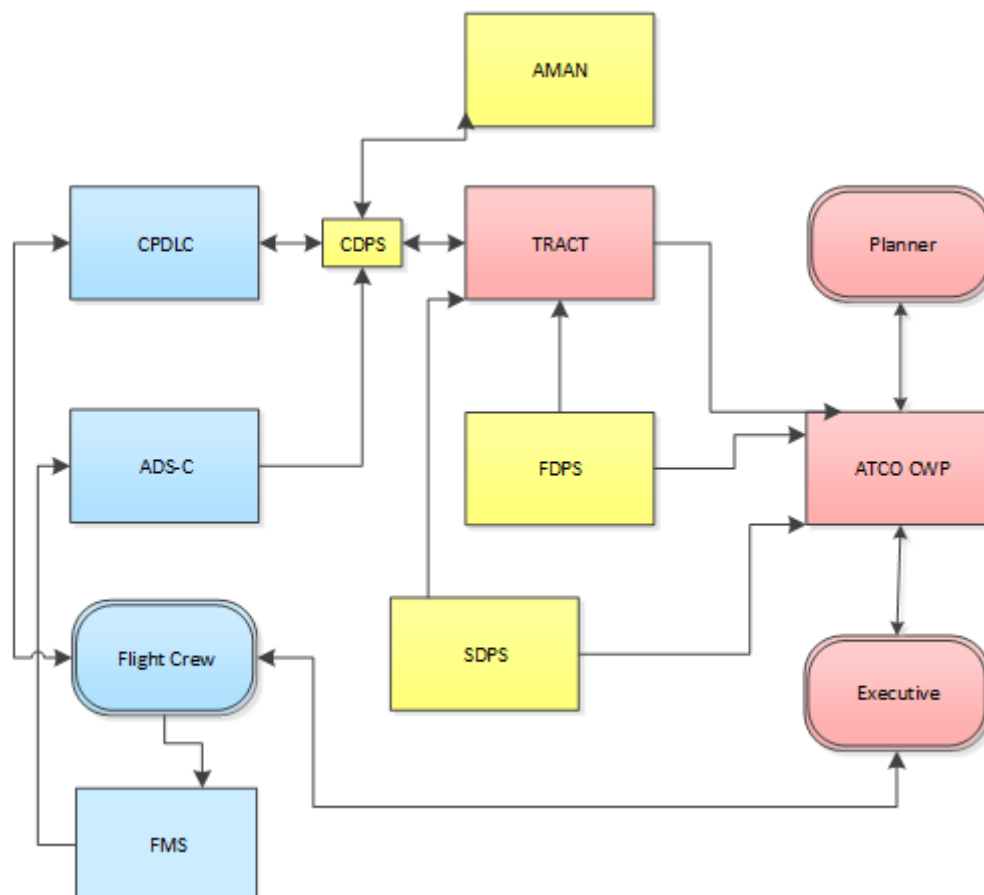 AMAN
CPDLC
CDPS
TRACT
Planner
ADS-C
FDPS
ATCO CWP
Flight Crew
SDPS
Executive
FMS